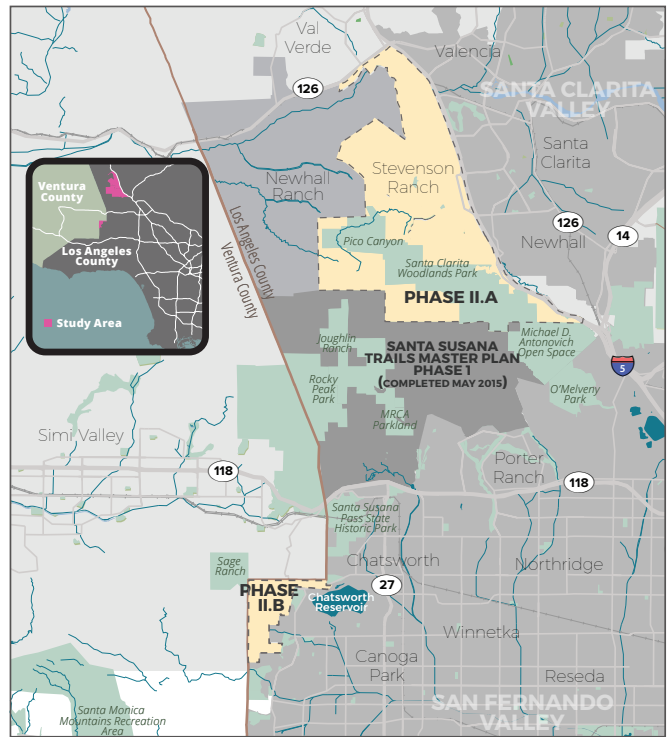 Val
Verde
Valencia
126
SANTA CLARITA
VALLEY
Santa
Clarita
Stevenson
Ranch
Newhall
Ranch
126
Newhall
14
Ventura
County
Los Angeles
County
Study Area
Los Angeles County
Ventura County
Pico Canyon
Santa Clarita
Woodlands Park
PHASE II.A
Michael D.
Antonovich
Open Space
Joughlin
Ranch
SANTA SUSANA
TRAILS MASTER PLAN
PHASE 1
(COMPLETED MAY 2015)
5
Rocky
Peak
Park
O'Melveny
Park
MRCA
Parkland
Simi Valley
118
Porter
Ranch
118
Santa Susana
Pass State
Historic Park
Chatsworth
Northridge
Sage
Ranch
PHASE
II.B
27
Chatsworth
Reservoir
Winnetka
Canoga
Park
Reseda
Santa Monica
Mountains Recreation
Area
SAN FERNANDO
VALLEY